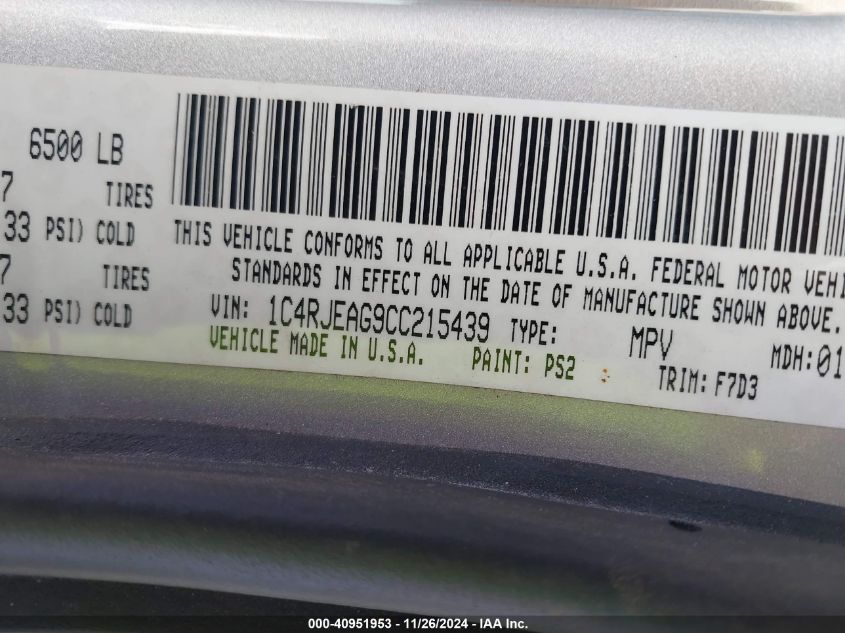 6500 LB
7 TIRES
33 PSI) COLD
7 TIRES
33 PSI) COLD
THIS VEHICLE CONFORMS TO ALL APPLICABLE U.S.A. FEDERAL MOTOR VEHI
STANDARDS IN EFFECT ON THE DATE OF MANUFACTURE SHOWN ABOVE.
VIN: 1C4RJEAG9CC215439 TYPE: MPV MDH:01
VEHICLE MADE IN U.S.A. PAINT: PS2 TRIM: F7D3
000-40951953 - 11/26/2024 - IAA Inc.